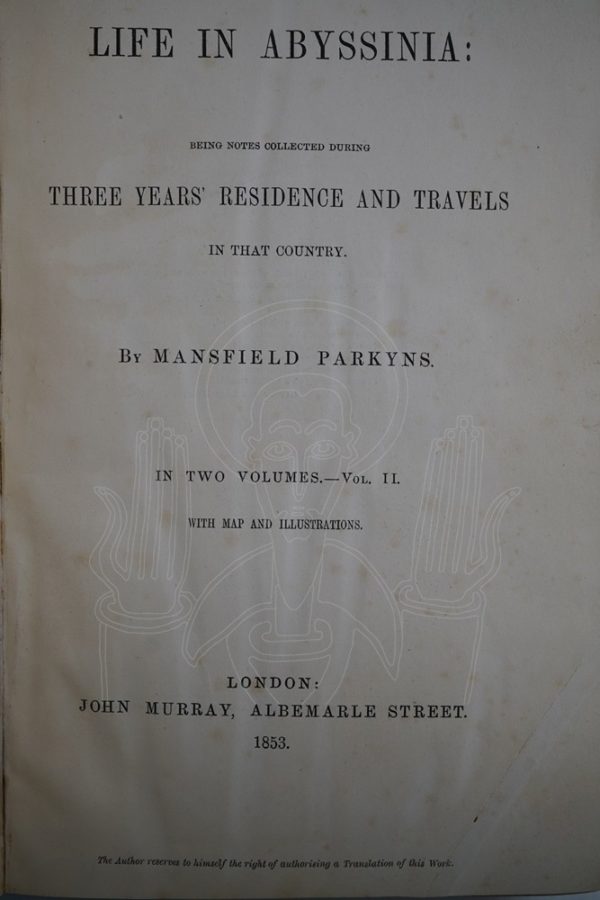 LIFE IN ABYSSINIA:
BEING NOTES COLLECTED DURING
THREE YEARS' RESIDENCE AND TRAVELS
IN THAT COUNTRY.
BY MANSFIELD PARKYNS.
IN TWO VOLUMES.—VOL. II.
WITH MAP AND ILLUSTRATIONS.
LONDON:
JOHN MURRAY, ALBEMARLE STREET.
1853.
The Author reserves to himself the right of authorising a Translation of this Work.